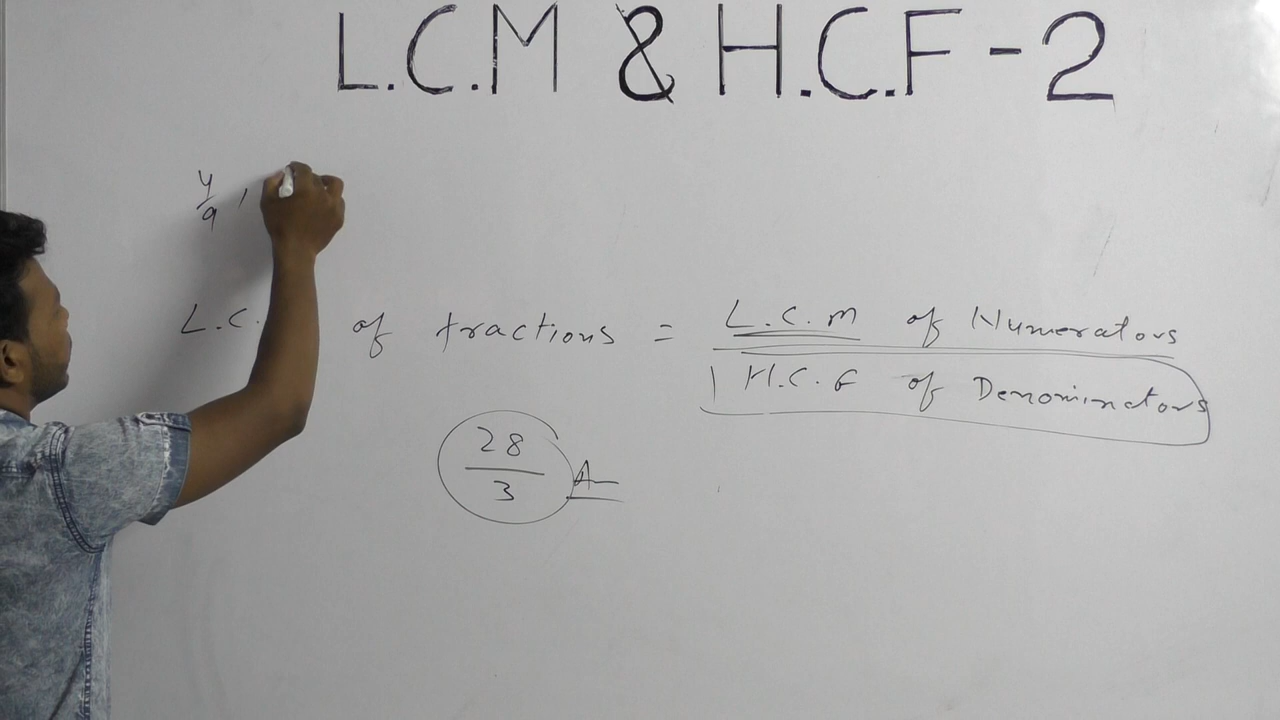 L.C.M & H.C.F - 2
4/9 ,
L.C. of fractions = L.C.M of Numerators
H.C.F of Denominators
28/3 A